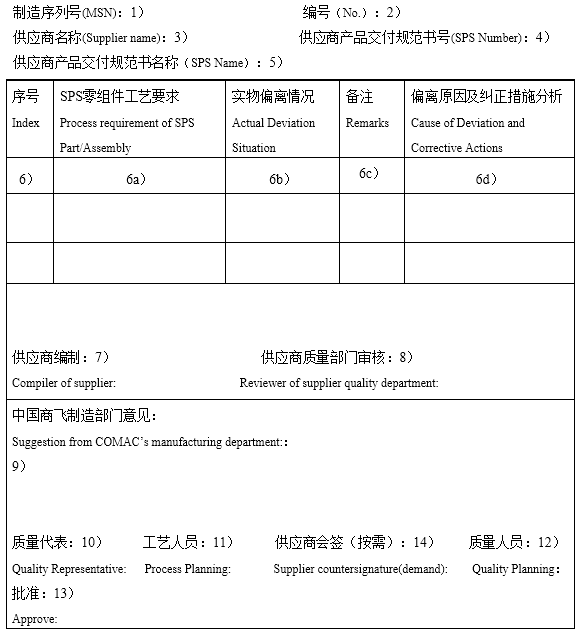 制造序列号(MSN)：1） 编号（No.）：2）
供应商名称(Supplier name)：3） 供应商产品交付规范书号(SPS Number)：4）
供应商产品交付规范书名称（SPS Name）：5）
序号 SPS零组件工艺要求 实物偏离情况 备注 偏离原因及纠正措施分析
Index Process requirement of SPS Actual Deviation Remarks Cause of Deviation and
Part/Assembly Situation Corrective Actions
6） 6a） 6b） 6c） 6d）
供应商编制：7） 供应商质量部门审核：8）
Compiler of supplier: Reviewer of supplier quality department:
中国商飞制造部门意见：
Suggestion from COMAC’s manufacturing department:：
9）
质量代表：10） 工艺人员：11） 供应商会签（按需）：14） 质量人员：12）
Quality Representative: Process Planning: Supplier countersignature(demand): Quality Planning：
批准：13）
Approve: